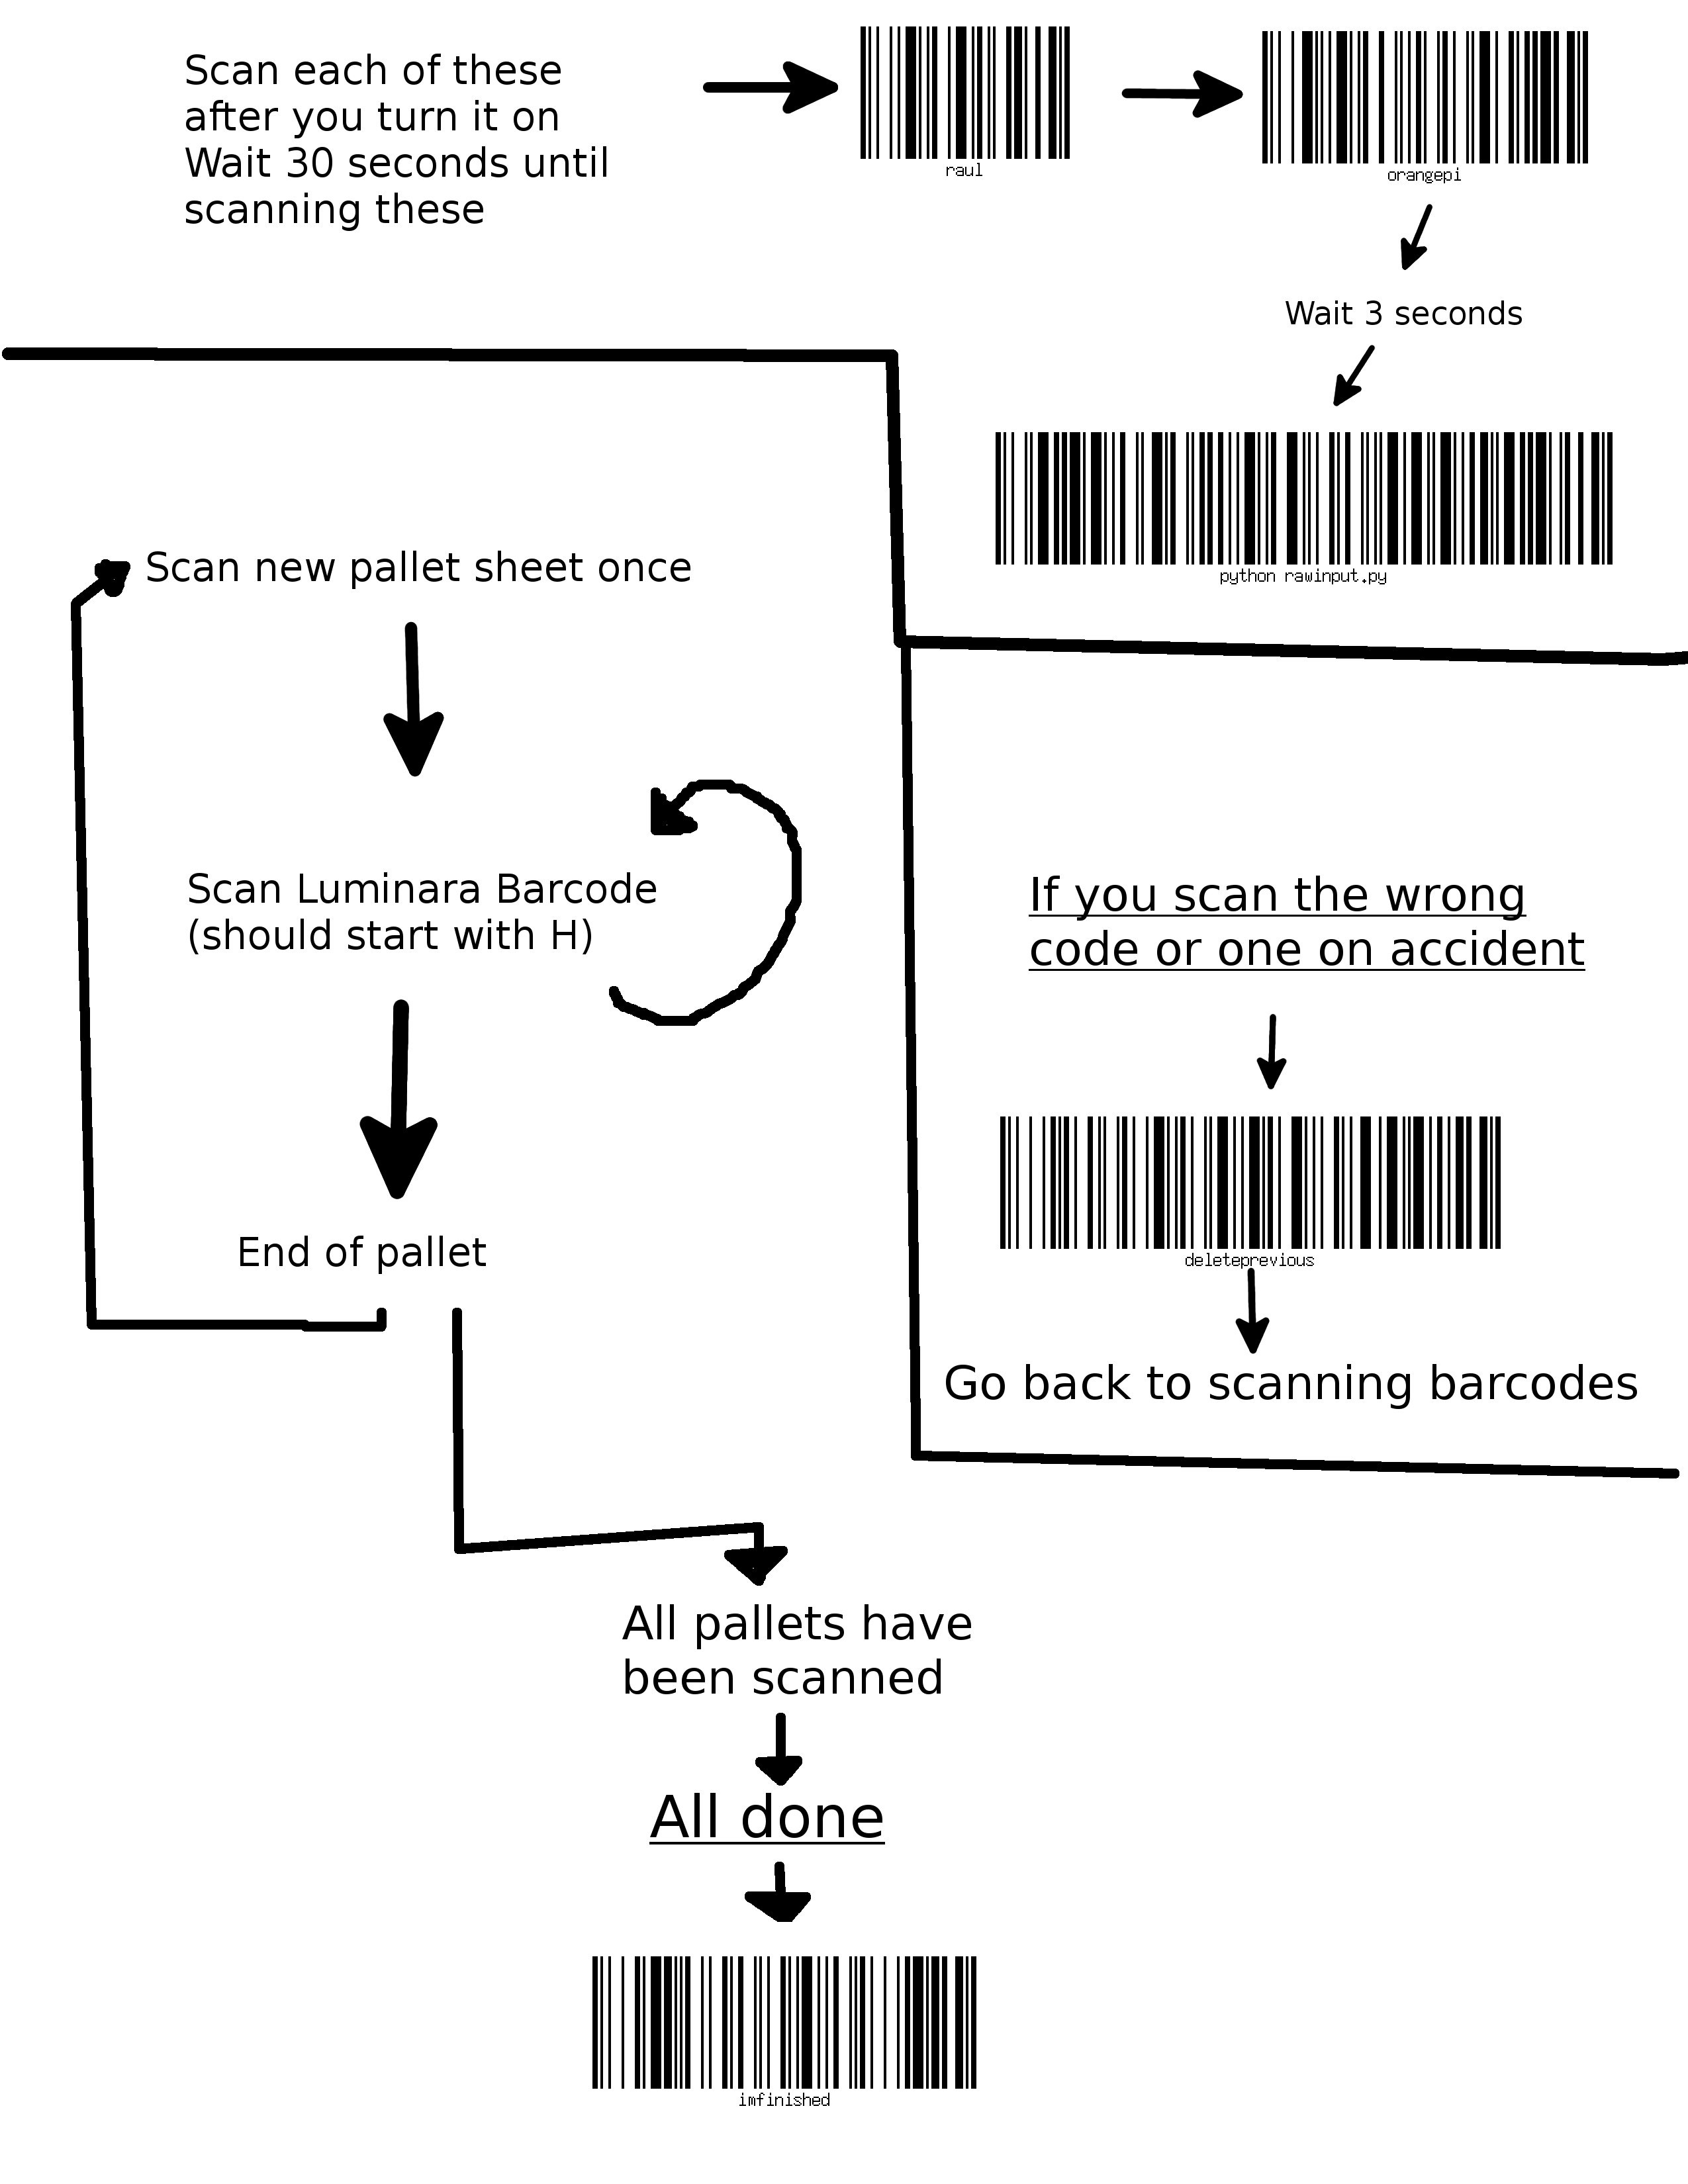 Scan each of these
after you turn it on
Wait 30 seconds until
scanning these
raul
orangepi
Wait 3 seconds
python rawinput.py
Scan new pallet sheet once
Scan Luminara Barcode
(should start with H)
End of pallet
If you scan the wrong
code or one on accident
deleteprevious
Go back to scanning barcodes
All pallets have
been scanned
All done
imfinished